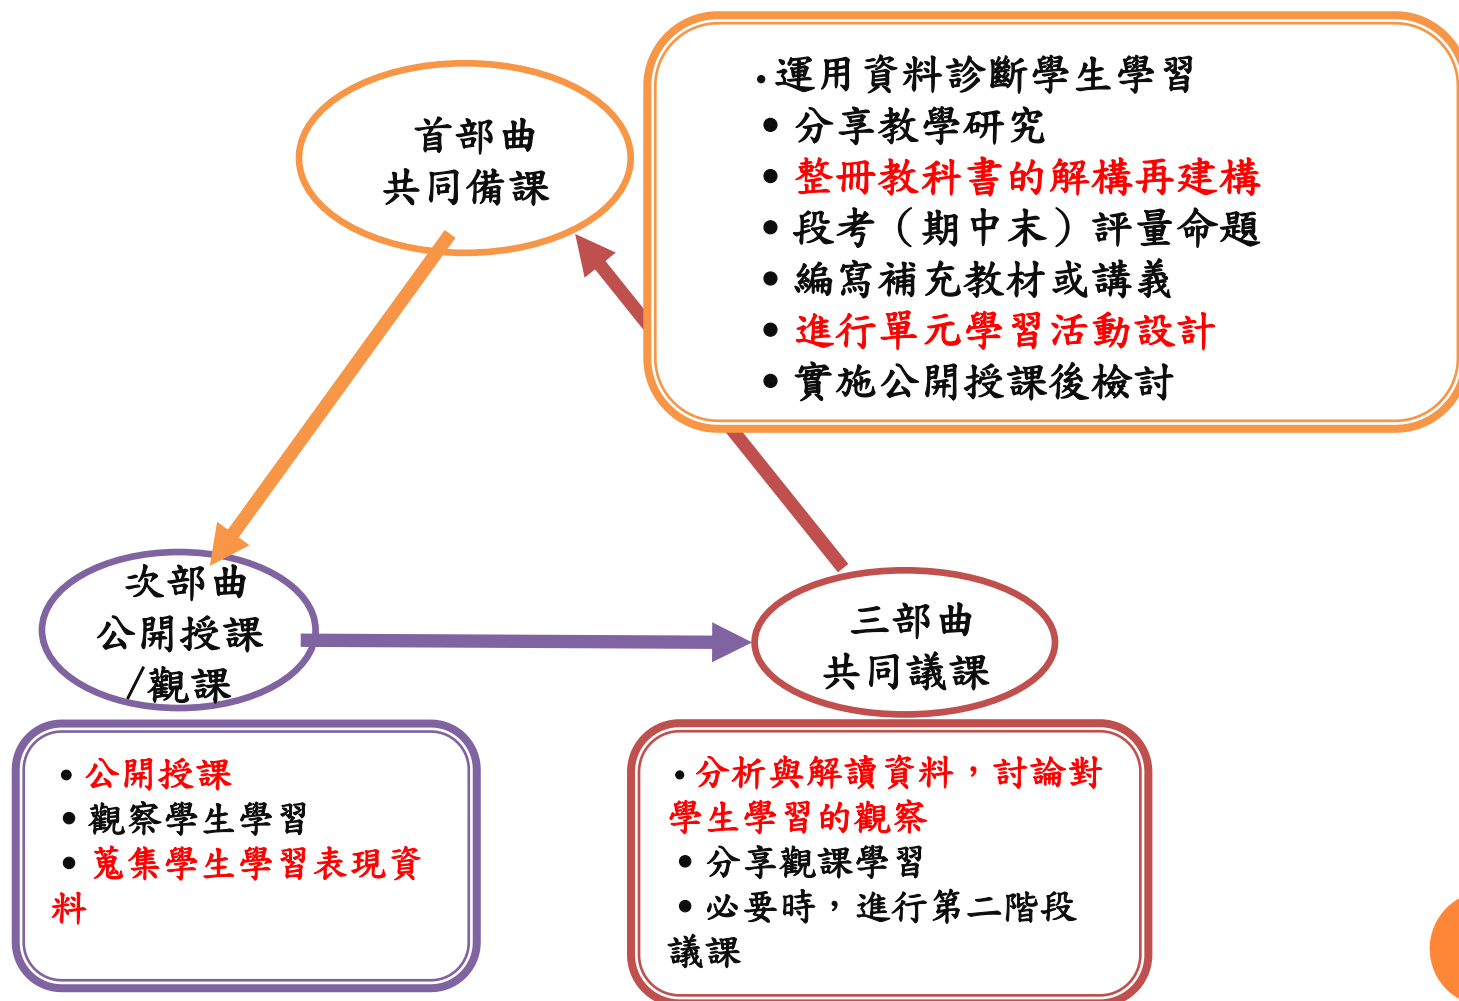 首部曲
共同備課
•運用資料診斷學生學習
•分享教學研究
•整冊教科書的解構再建構
•段考（期中末）評量命題
•編寫補充教材或講義
•進行單元學習活動設計
•實施公開授課後檢討
次部曲
公開授課
/觀課
三部曲
共同議課
•公開授課
•觀察學生學習
•蒐集學生學習表現資
料
•分析與解讀資料，討論對
學生學習的觀察
•分享觀課學習
•必要時，進行第二階段
議課